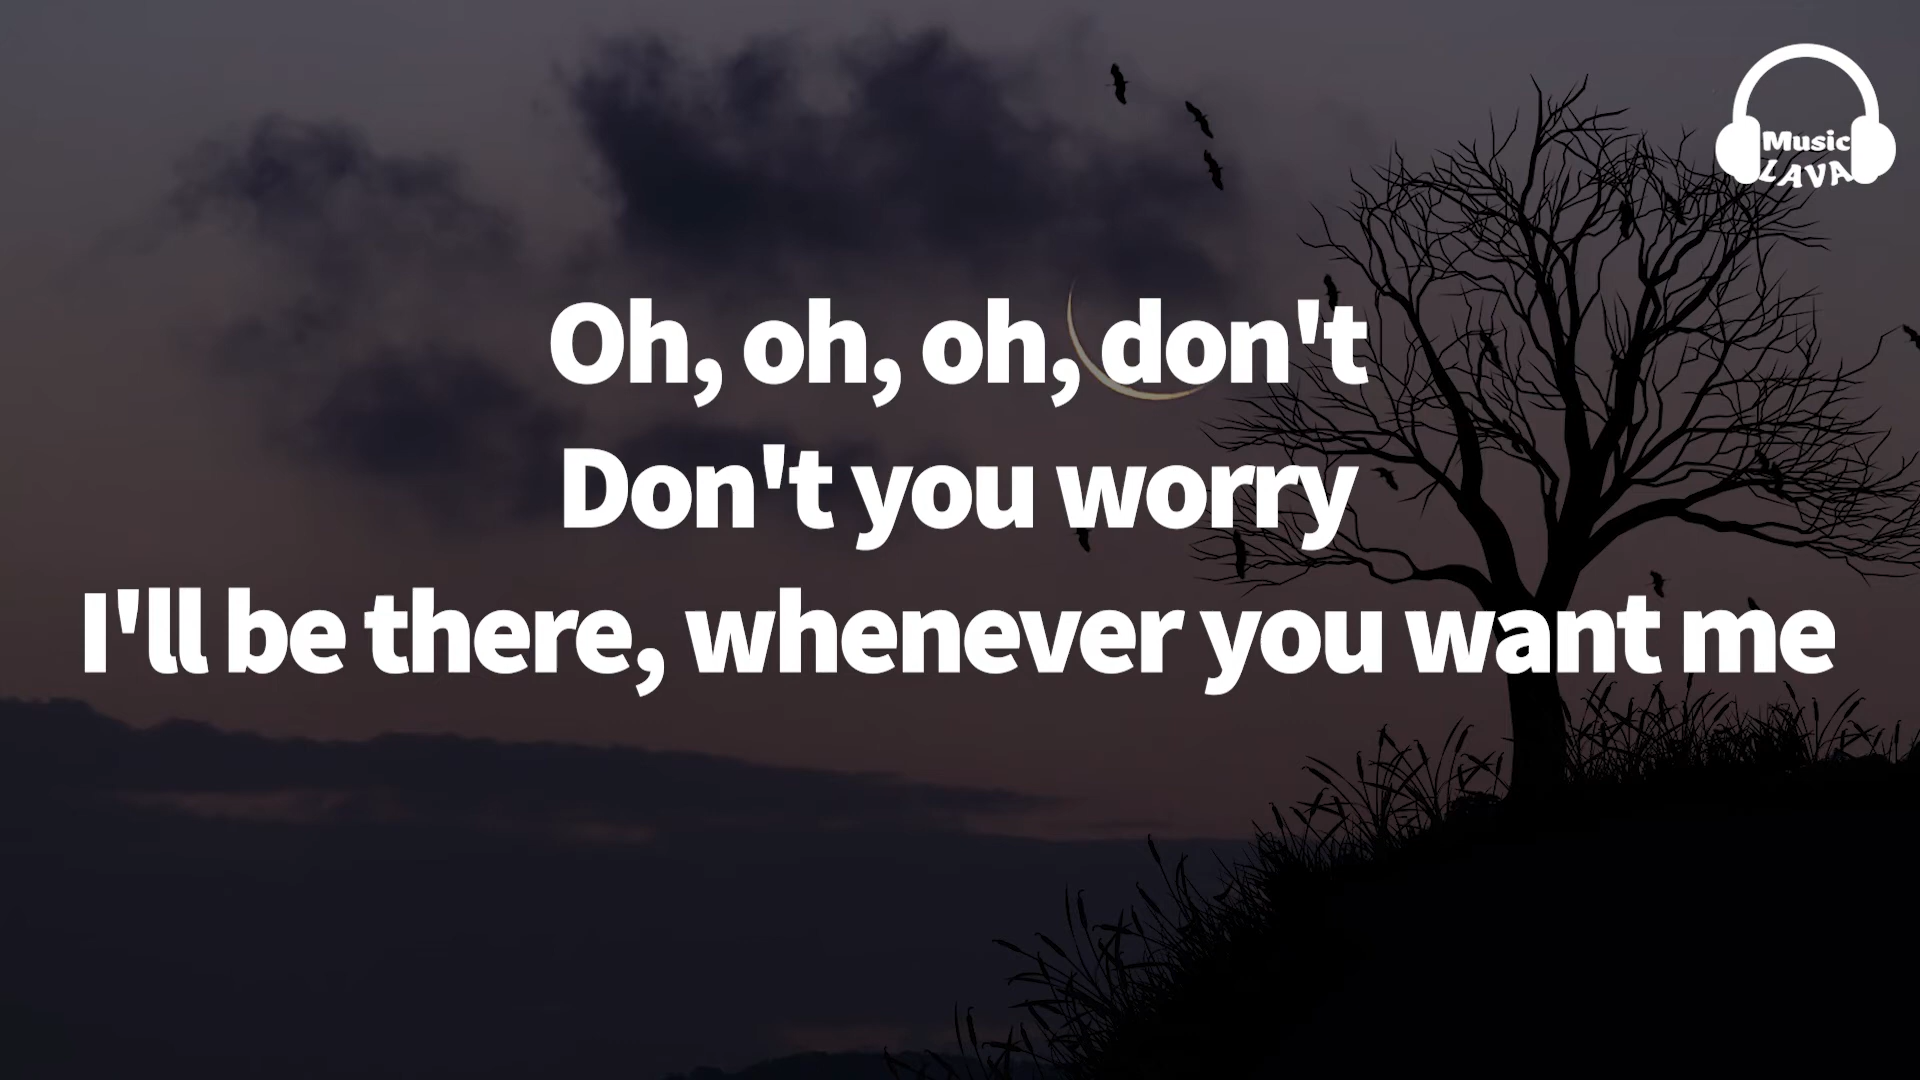 Music
LAVA
Oh, oh, oh, don't
Don't you worry
I'll be there, whenever you want me